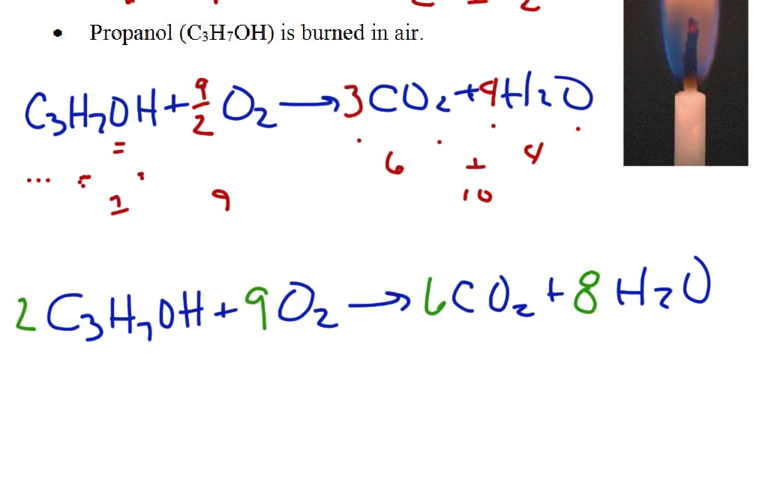 • Propanol (C₃H₇OH) is burned in air.
C₃H₇OH + 9/2 O₂ → 3CO₂ + 4H₂O
6 + 4
1 9 10
2C₃H₇OH + 9O₂ → 6CO₂ + 8H₂O